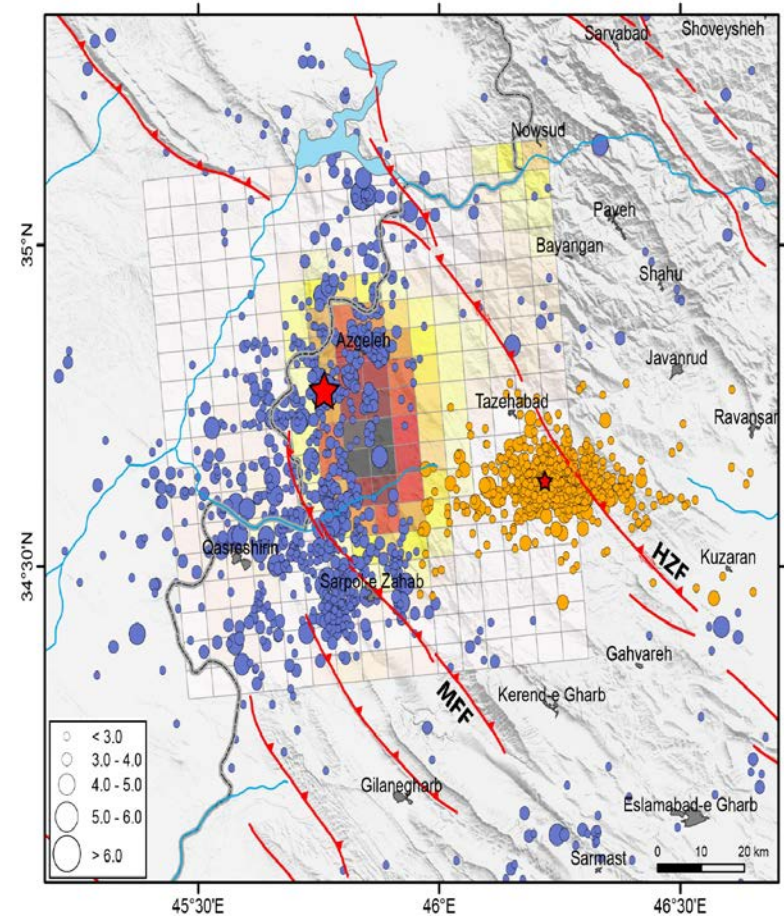 Sarvabad
Shoveysheh
Nowsud
Paveh
Bayangan
35°N
Shahu
Azgeleh
Javanrud
Tazehabad
Ravansar
34°30'N
Qasreshirin
HZF
Kuzaran
Sarpol-e Zahab
Gahvareh
MFF
Kerend-e Gharb
< 3.0
3.0 - 4.0
4.0 - 5.0
5.0 - 6.0
> 6.0
Gilanegharb
Eslamabad-e Gharb
Sarmast
0 10 20 km
45°30'E
46°E
46°30'E